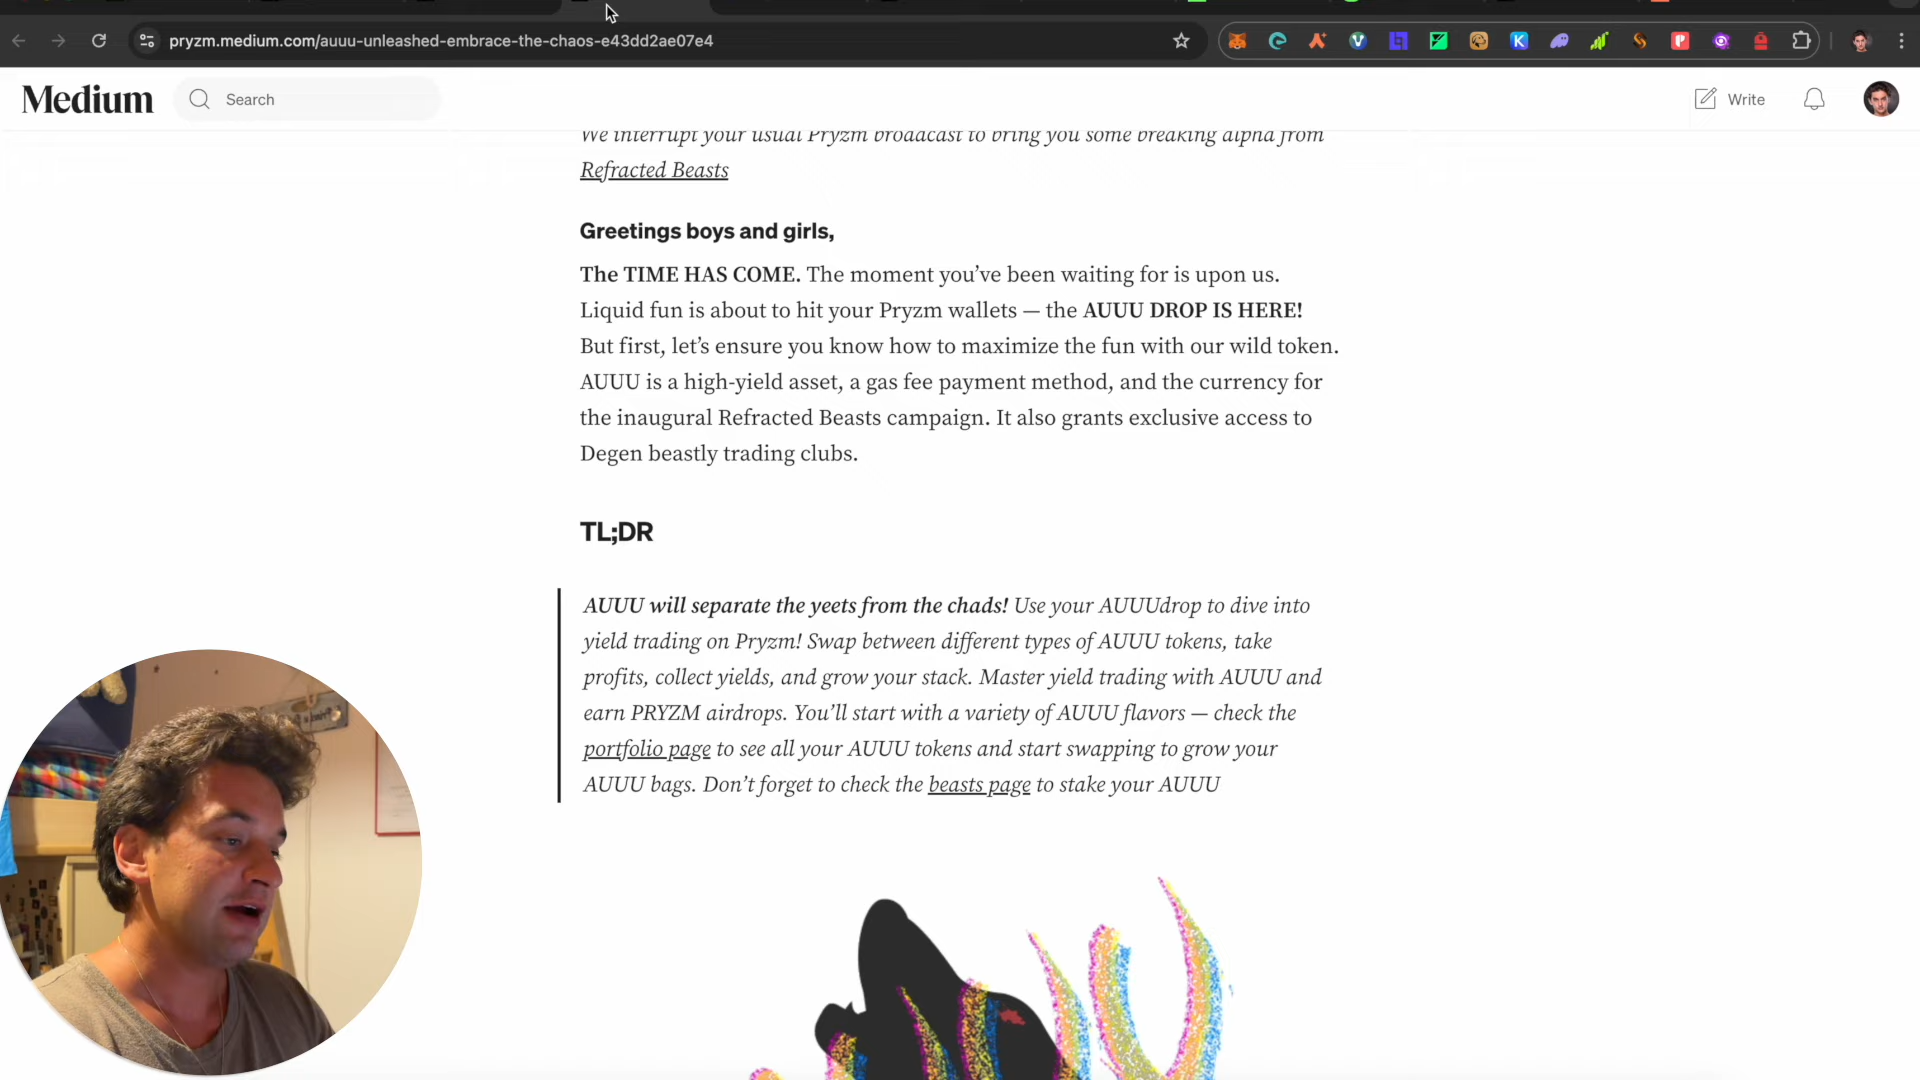 pryzm.medium.com/auuu-unleashed-embrace-the-chaos-e43dd2ae07e4
Medium
Search
Write
We interrupt your usual Pryzm broadcast to bring you some breaking alpha from
Refracted Beasts
Greetings boys and girls,
The TIME HAS COME. The moment you’ve been waiting for is upon us.
Liquid fun is about to hit your Pryzm wallets — the AUUU DROP IS HERE!
But first, let’s ensure you know how to maximize the fun with our wild token.
AUUU is a high-yield asset, a gas fee payment method, and the currency for
the inaugural Refracted Beasts campaign. It also grants exclusive access to
Degen beastly trading clubs.
TL;DR
AUUU will separate the yeets from the chads! Use your AUUUdrop to dive into
yield trading on Pryzm! Swap between different types of AUUU tokens, take
profits, collect yields, and grow your stack. Master yield trading with AUUU and
earn PRYZM airdrops. You’ll start with a variety of AUUU flavors — check the
portfolio page to see all your AUUU tokens and start swapping to grow your
AUUU bags. Don’t forget to check the beasts page to stake your AUUU